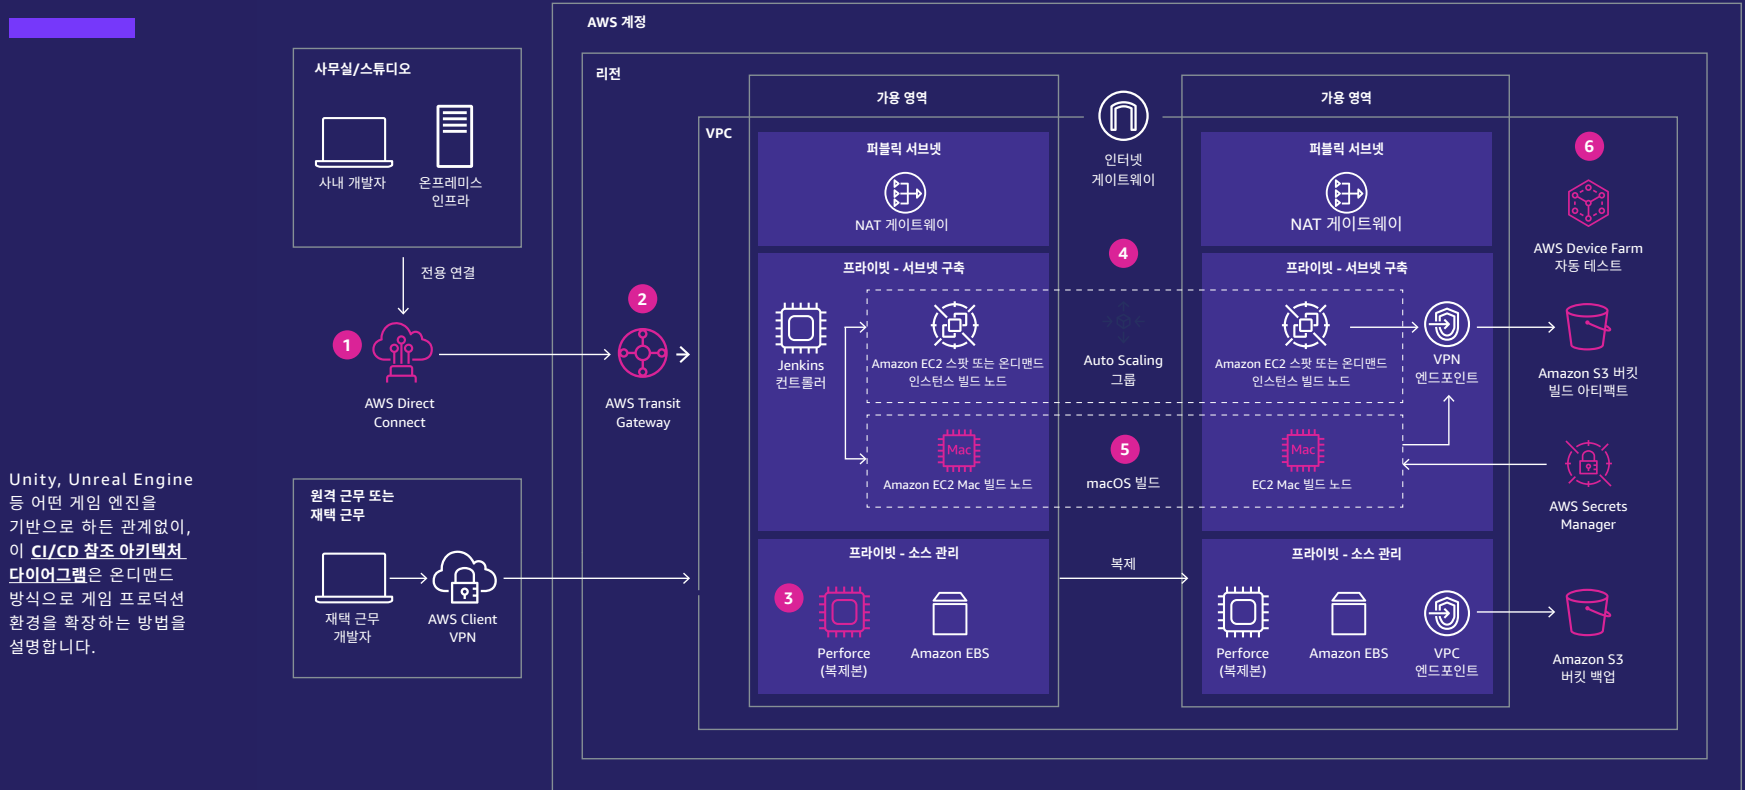 AWS 계정
리전
사무실/스튜디오
사내 개발자
온프레미스
인프라
전용 연결
1
AWS Direct
Connect
2
AWS Transit
Gateway
Unity, Unreal Engine
등 어떤 게임 엔진을
기반으로 하든 관계없이,
이 CI/CD 참조 아키텍처
다이어그램은 온디맨드
방식으로 게임 프로덕션
환경을 확장하는 방법을
설명합니다.
원격 근무 또는
재택 근무
재택 근무
개발자
AWS Client
VPN
VPC
가용 영역
퍼블릭 서브넷
NAT 게이트웨이
프라이빗 - 서브넷 구축
Jenkins
컨트롤러
Amazon EC2 스팟 또는 온디맨드
인스턴스 빌드 노드
Mac
Amazon EC2 Mac 빌드 노드
프라이빗 - 소스 관리
3
Perforce
(복제본)
Amazon EBS
인터넷
게이트웨이
4
Auto Scaling
그룹
5
macOS 빌드
복제
가용 영역
퍼블릭 서브넷
NAT 게이트웨이
프라이빗 - 서브넷 구축
Amazon EC2 스팟 또는 온디맨드
인스턴스 빌드 노드
VPN
엔드포인트
Mac
EC2 Mac 빌드 노드
프라이빗 - 소스 관리
Perforce
(복제본)
Amazon EBS
VPC
엔드포인트
6
AWS Device Farm
자동 테스트
Amazon S3 버킷
빌드 아티팩트
AWS Secrets
Manager
Amazon S3
버킷 백업